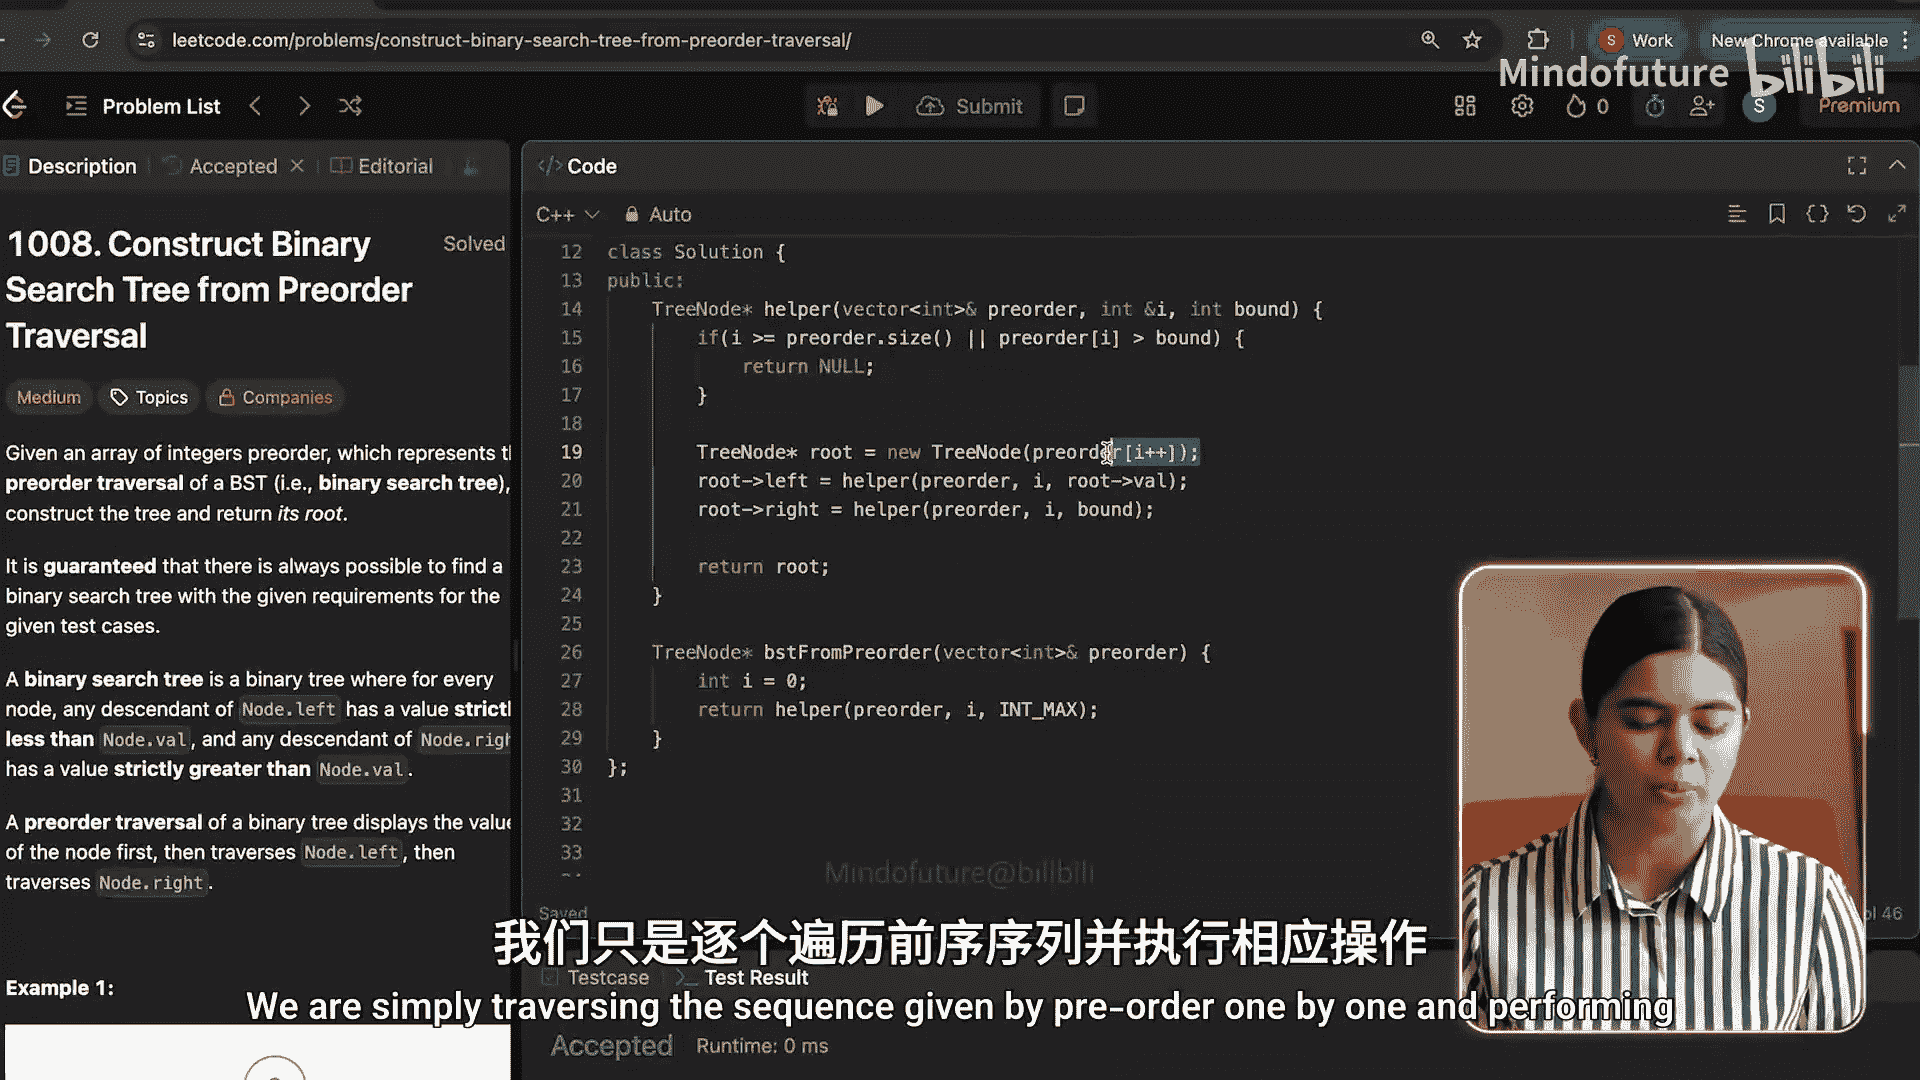 leetcode.com/problems/construct-binary-search-tree-from-preorder-traversal/
S Work
New Chrome available
Mindofuture bilibili
Problem List
Submit
0
S
Premium
Description
Accepted
Editorial
1008. Construct Binary
Search Tree from Preorder
Traversal
Solved
Medium
Topics
Companies
Given an array of integers preorder, which represents t
preorder traversal of a BST (i.e., binary search tree),
construct the tree and return its root.
It is guaranteed that there is always possible to find a
binary search tree with the given requirements for the
given test cases.
A binary search tree is a binary tree where for every
node, any descendant of Node.left has a value strictl
less than Node.val, and any descendant of Node.righ
has a value strictly greater than Node.val.
A preorder traversal of a binary tree displays the value
of the node first, then traverses Node.left, then
traverses Node.right.
Example 1:
</> Code
C++
Auto
12 class Solution {
13 public:
14 TreeNode* helper(vector<int>& preorder, int &i, int bound) {
15 if(i >= preorder.size() || preorder[i] > bound) {
16 return NULL;
17 }
18
19 TreeNode* root = new TreeNode(preorder[i++]);
20 root->left = helper(preorder, i, root->val);
21 root->right = helper(preorder, i, bound);
22
23 return root;
24 }
25
26 TreeNode* bstFromPreorder(vector<int>& preorder) {
27 int i = 0;
28 return helper(preorder, i, INT_MAX);
29 }
30 };
31
32
33
Mindofuture@bilibili
Saved
ol 46
我们只是逐个遍历前序序列并执行相应操作
Testcase
Test Result
We are simply traversing the sequence given by pre-order one by one and performing
Accepted
Runtime: 0 ms